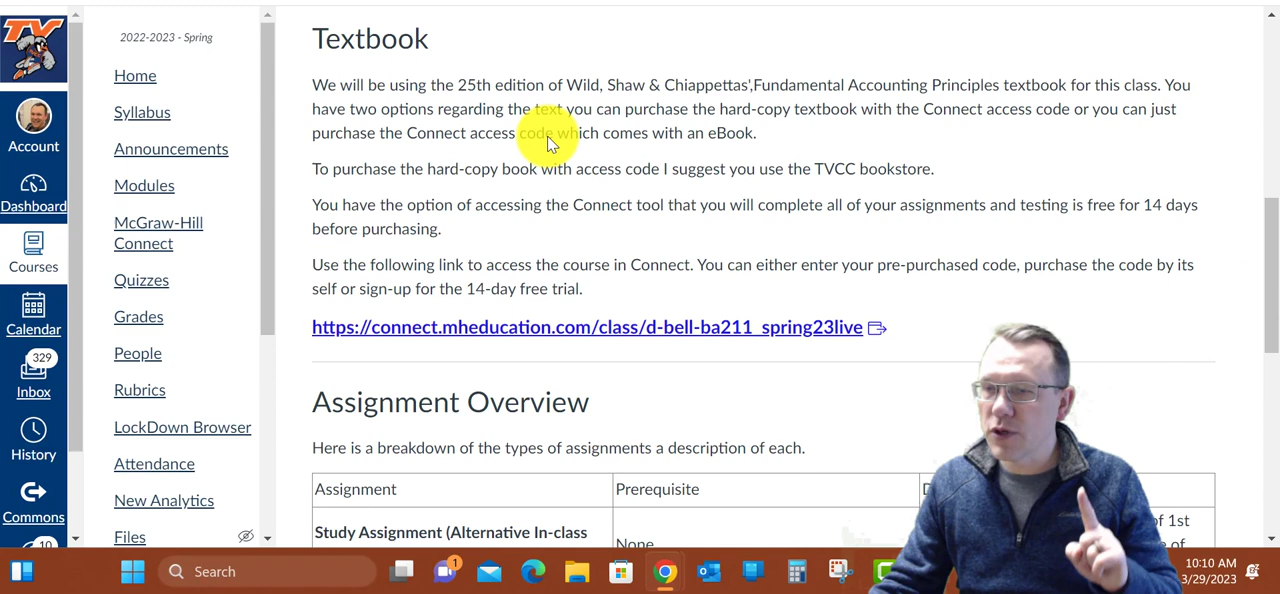 TV
2022-2023 - Spring
Home
Syllabus
Announcements
Modules
McGraw-Hill
Connect
Quizzes
Grades
People
Rubrics
LockDown Browser
Attendance
New Analytics
Files
Account
Dashboard
Courses
Calendar
329
Inbox
History
Commons
10
Textbook
We will be using the 25th edition of Wild, Shaw & Chiappettas',Fundamental Accounting Principles textbook for this class. You
have two options regarding the text you can purchase the hard-copy textbook with the Connect access code or you can just
purchase the Connect access code which comes with an eBook.
To purchase the hard-copy book with access code I suggest you use the TVCC bookstore.
You have the option of accessing the Connect tool that you will complete all of your assignments and testing is free for 14 days
before purchasing.
Use the following link to access the course in Connect. You can either enter your pre-purchased code, purchase the code by its
self or sign-up for the 14-day free trial.
https://connect.mheducation.com/class/d-bell-ba211_spring23live
Assignment Overview
Here is a breakdown of the types of assignments a description of each.
Assignment Prerequisite
Study Assignment (Alternative In-class
None
of 1st
e of
Search
1
10:10 AM
3/29/2023